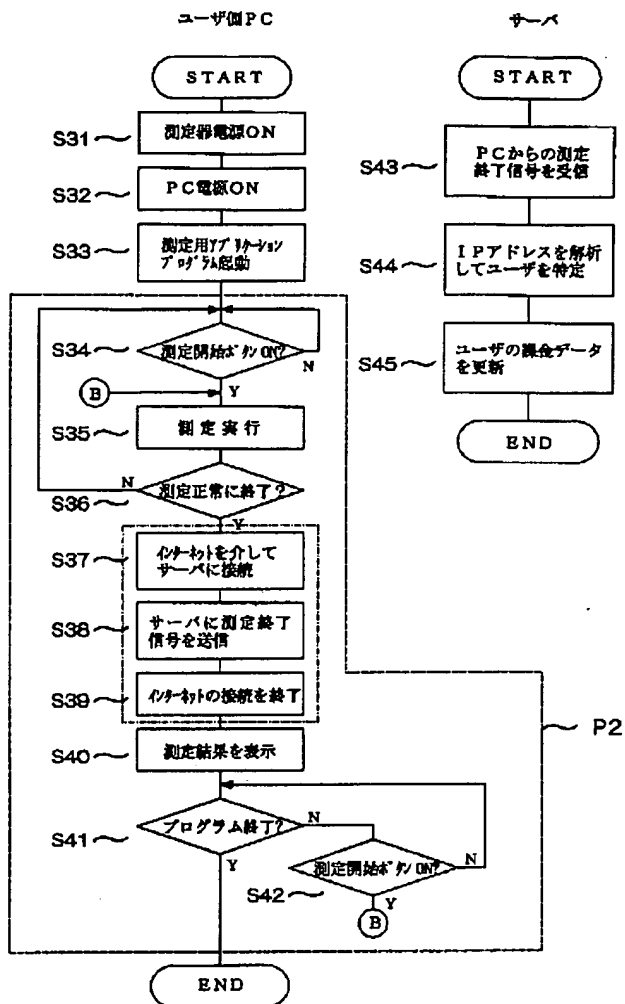 ユーザ側PC
START
S31
測定器電源ON
S32
PC電源ON
S33
測定用アプリケーション
プログラム起動
S34
測定開始ボタンON?
N
Y
B
S35
測定実行
S36
測定正常に終了?
N
Y
S37
インターネットを介して
サーバに接続
S38
サーバに測定終了
信号を送信
S39
インターネットの接続を終了
S40
測定結果を表示
S41
プログラム終了?
N
Y
S42
測定開始ボタンON?
N
Y
B
END
P2
サーバ
START
S43
PCからの測定
終了信号を受信
S44
IPアドレスを解析
してユーザを特定
S45
ユーザの課金データ
を更新
END